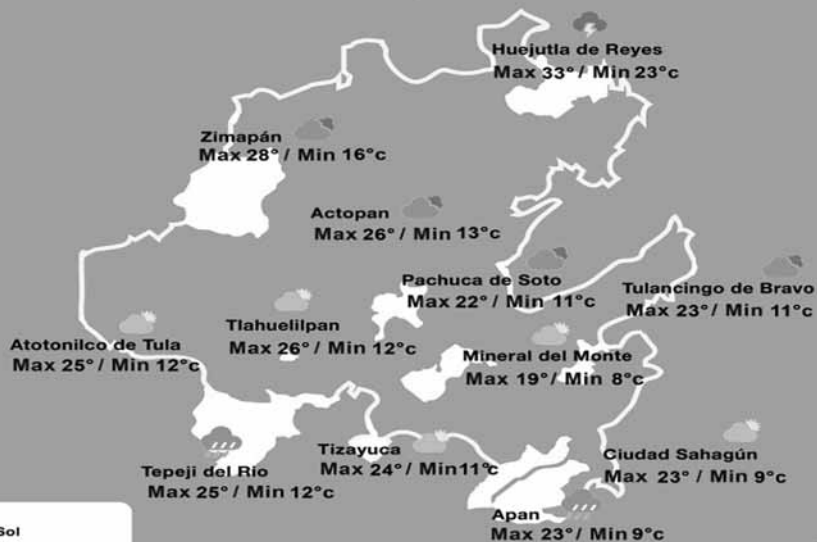 Huejutla de Reyes
Max 33° / Min 23°c
Zimapán
Max 28° / Min 16°c
Actopan
Max 26° / Min 13°c
Pachuca de Soto
Max 22° / Min 11°c
Tulancingo de Bravo
Max 23° / Min 11°c
Atotonilco de Tula
Max 25° / Min 12°c
Tlahuelilpan
Max 26° / Min 12°c
Mineral del Monte
Max 19° / Min 8°c
Tepeji del Rio
Max 25° / Min 12°c
Tizayuca
Max 24° / Min11°c
Ciudad Sahagún
Max 23° / Min 9°c
Apan
Max 23° / Min 9°c
Sol